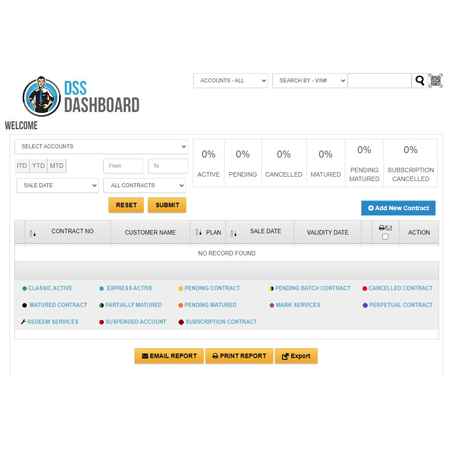 DSS
DASHBOARD
ACCOUNTS - ALL
SEARCH BY - VIN#
WELCOME
SELECT ACCOUNTS
ITD YTD MTD
From
To
SALE DATE
ALL CONTRACTS
RESET
SUBMIT
0% 0% 0% 0% 0% 0%
ACTIVE PENDING CANCELLED MATURED PENDING MATURED SUBSCRIPTION CANCELLED
Add New Contract
CONTRACT NO. CUSTOMER NAME PLAN SALE DATE VALIDITY DATE ACTION
NO RECORD FOUND
CLASSIC ACTIVE EXPRESS ACTIVE PENDING CONTRACT PENDING BATCH CONTRACT CANCELLED CONTRACT
MATURED CONTRACT PARTIALLY MATURED PENDING MATURED MARK SERVICES PERPETUAL CONTRACT
REDEEM SERVICES SUSPENDED ACCOUNT SUBSCRIPTION CONTRACT
EMAIL REPORT PRINT REPORT Export